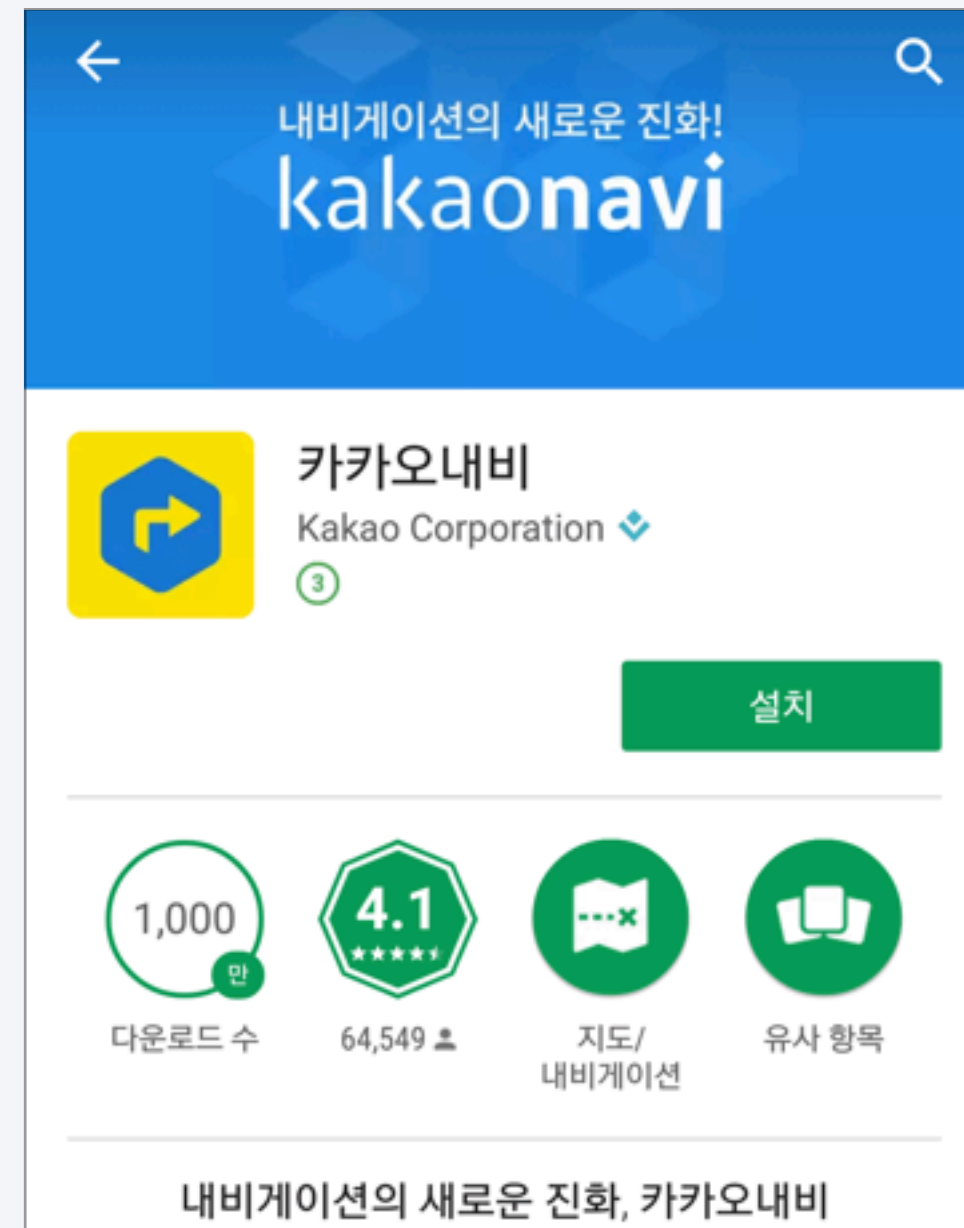 내비게이션의 새로운 진화!
kakaonavi
카카오내비
Kakao Corporation
3
설치
1,000
만
4.1
다운로드 수
64,549
지도/
내비게이션
유사 항목
내비게이션의 새로운 진화, 카카오내비